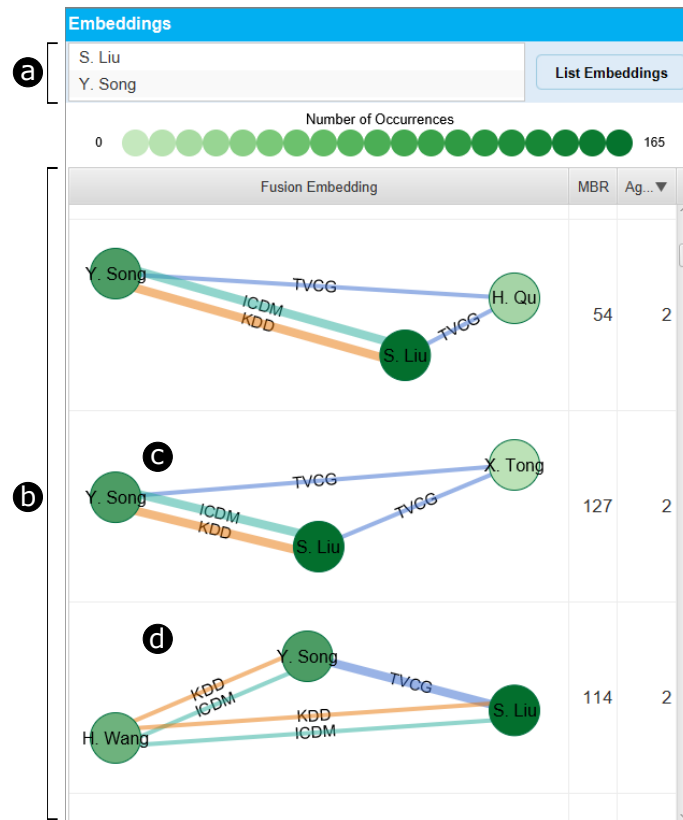 Embeddings
a
S. Liu
Y. Song
List Embeddings
Number of Occurrences
0
165
Fusion Embedding MBR Ag...▼
b
Y. Song
TVCG
H. Qu
ICDM
KDD
TVCG
S. Liu
54 2
c
Y. Song
TVCG
X. Tong
ICDM
KDD
TVCG
S. Liu
127 2
d
Y. Song
KDD
ICDM
TVCG
H. Wang
KDD
ICDM
S. Liu
114 2